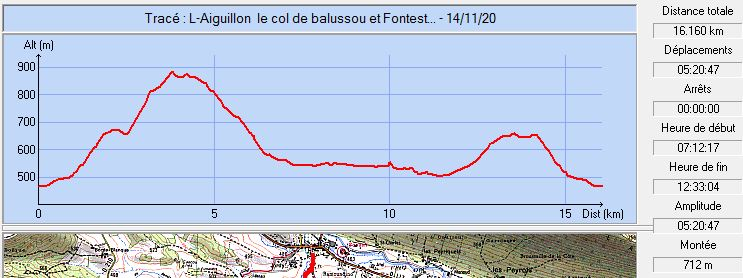 Tracé : L-Aiguillon le col de balussou et Fontest... - 14/11/20
Alt (m)
900
800
700
600
500
0
5
10
15
Dist (km)
Distance totale
16.160 km
Déplacements
05:20:47
Arrêts
00:00:00
Heure de début
07:12:17
Heure de fin
12:33:04
Amplitude
05:20:47
Montée
712 m
les Peyrots